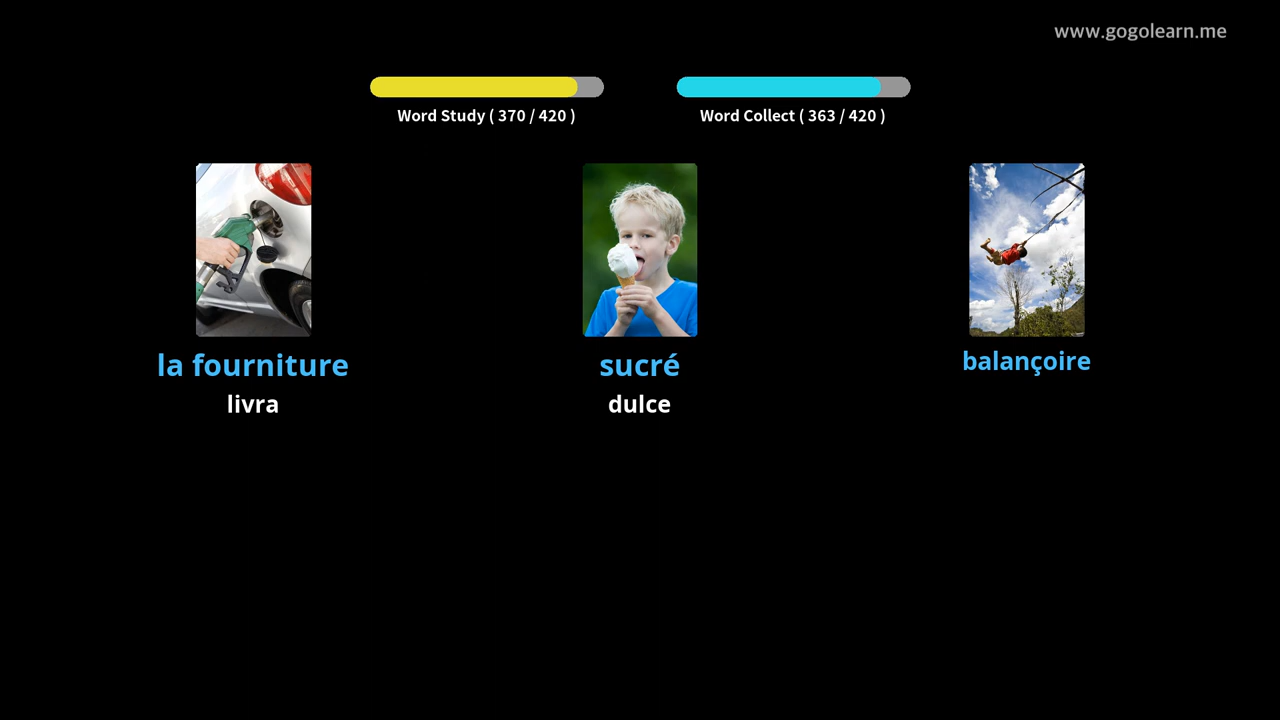 www.gogolearn.me
Word Study ( 370 / 420 )
Word Collect ( 363 / 420 )
la fourniture
livra
sucré
dulce
balançoire